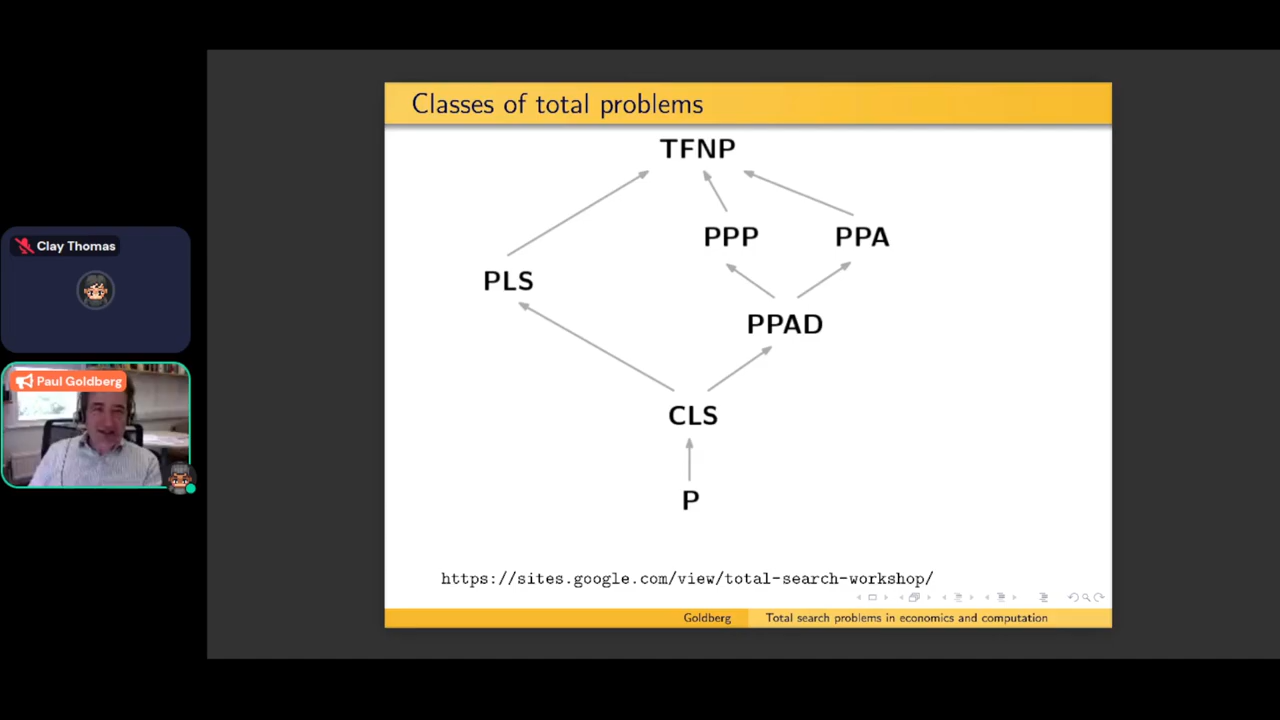 Classes of total problems
TFNP
PPP PPA
Clay Thomas
PLS
PPAD
Paul Goldberg
CLS
P
https://sites.google.com/view/total-search-workshop/
Goldberg Total search problems in economics and computation